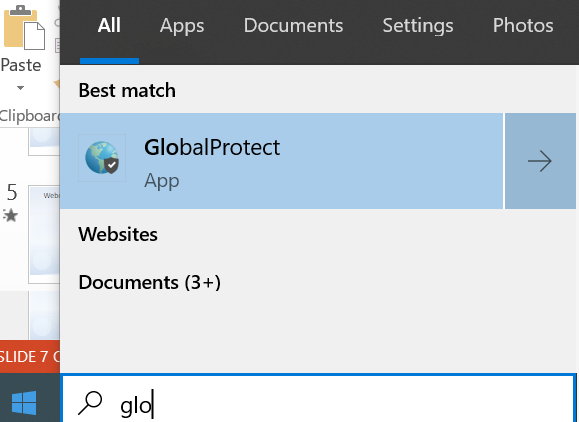 All Apps Documents Settings Photos
Paste
Clipboard
Best match
GlobalProtect
App
5
Websites
Documents (3+)
SLIDE 7 O
glo